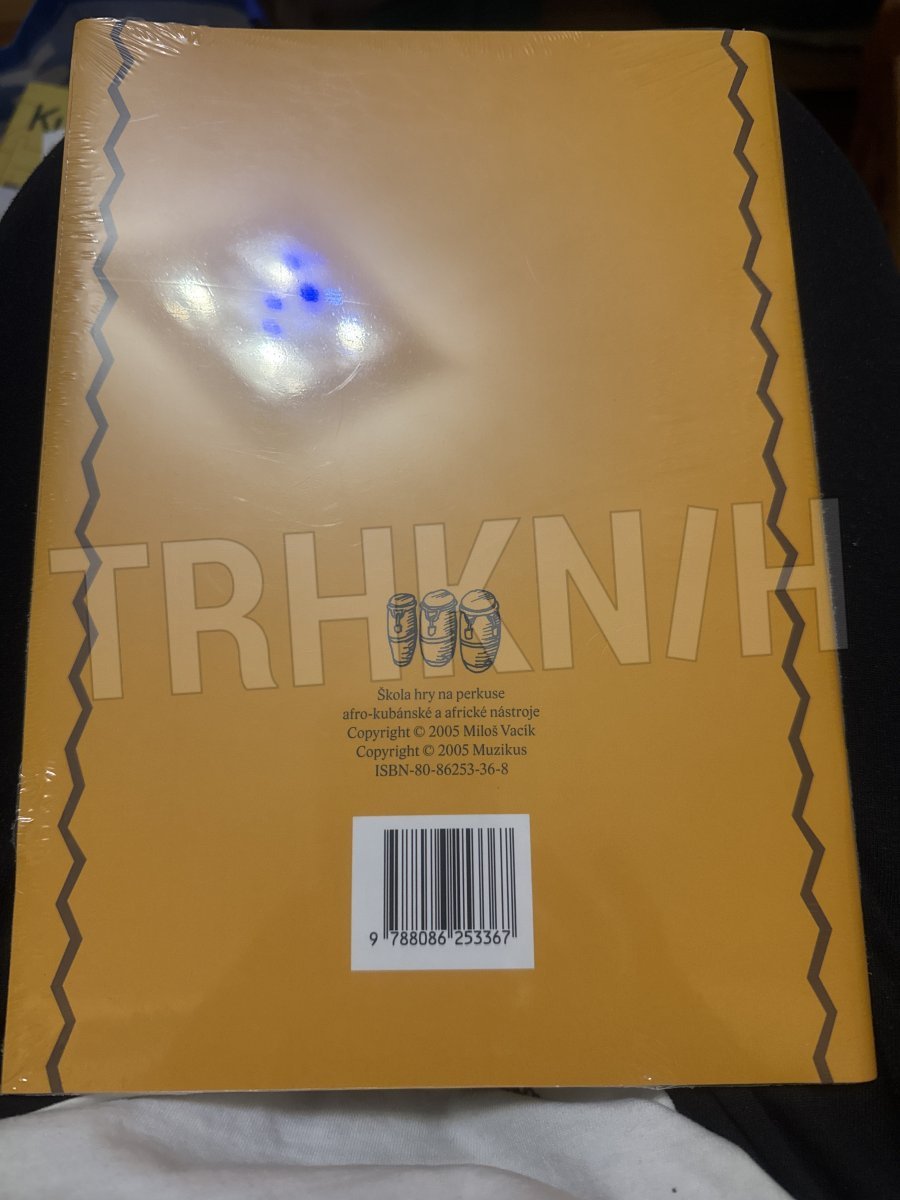 K
TRHKNIH
Škola hry na perkuse
afro-kubánské a africké nástroje
Copyright © 2005 Miloš Vacík
Copyright © 2005 Muzikus
ISBN-80-86253-36-8
9 788086 253367